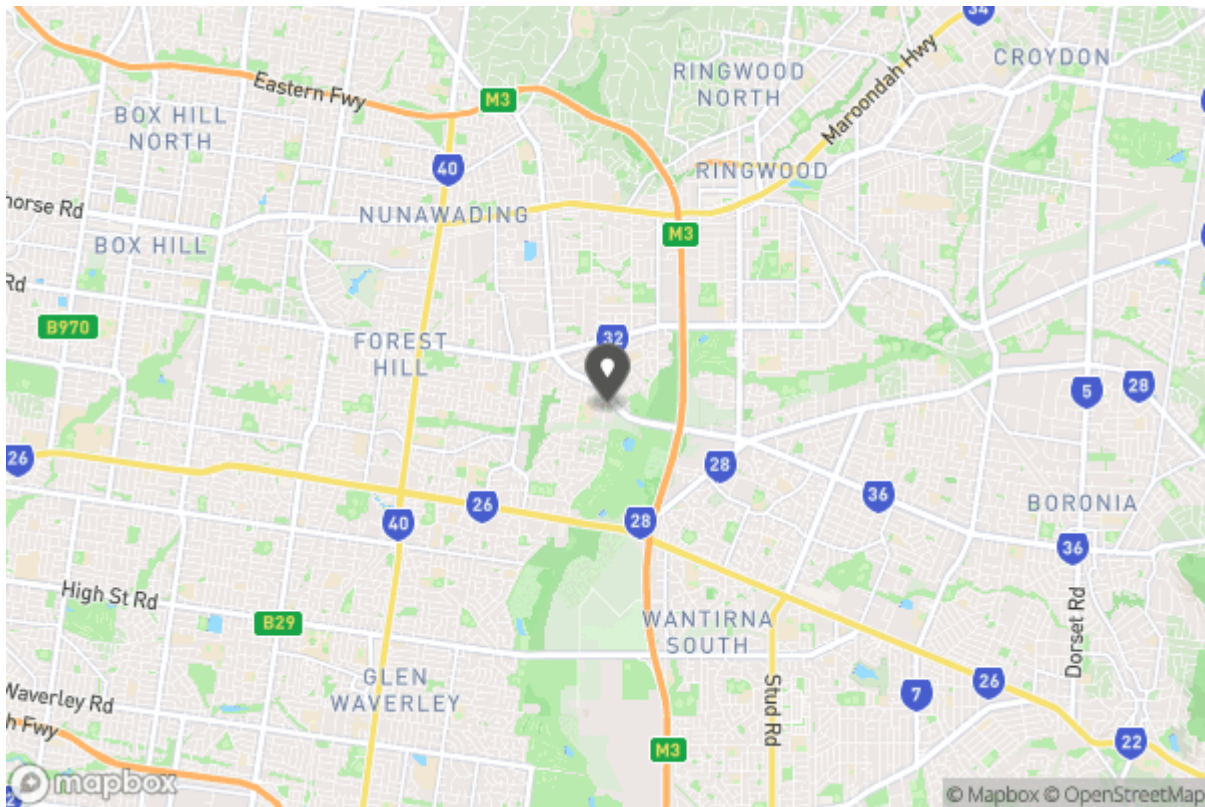 34
CROYDON
RINGWOOD
NORTH
Maroondah Hwy
Eastern Fwy
M3
BOX HILL
NORTH
40
RINGWOOD
horse Rd
NUNAWADING
M3
BOX HILL
Rd
B970
FOREST
HILL
32
5
28
26
28
26
36
BORONIA
40
28
36
High St Rd
B29
WANTIRNA
SOUTH
Dorset Rd
GLEN
WAVERLEY
Stud Rd
7
26
Waverley Rd
h Fwy
M3
22
mapbox
© Mapbox © OpenStreetMap